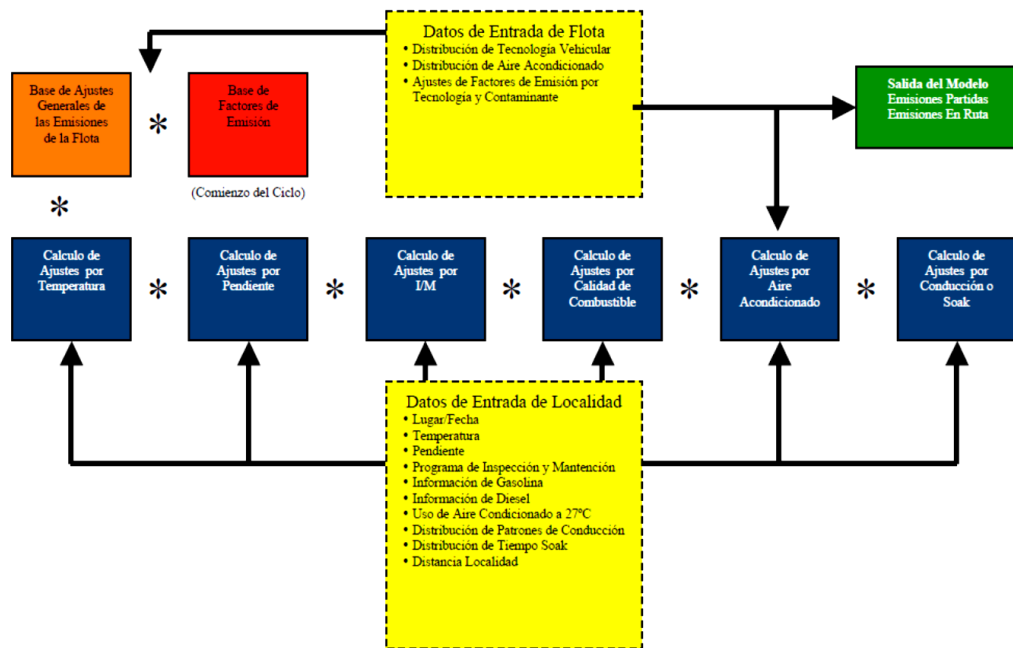 Datos de Entrada de Flota
• Distribución de Tecnología Vehicular
• Distribución de Aire Acondicionado
• Ajustes de Factores de Emisión por
Tecnología y Contaminante
Base de Ajustes
Generales de
las Emisiones
de la Flota
*
Base de
Factores de
Emisión
(Comienzo del Ciclo)
Salida del Modelo
Emisiones Partidas
Emisiones En Ruta
*
Calculo de
Ajustes por
Temperatura
*
Calculo de
Ajustes por
Pendiente
*
Calculo de
Ajustes por
I/M
*
Calculo de
Ajustes por
Calidad de
Combustible
*
Calculo de
Ajustes por
Aire
Acondicionado
*
Calculo de
Ajustes por
Conducción o
Soak
Datos de Entrada de Localidad
• Lugar/Fecha
• Temperatura
• Pendiente
• Programa de Inspección y Mantención
• Información de Gasolina
• Información de Diesel
• Uso de Aire Condicionado a 27ºC
• Distribución de Patrones de Conducción
• Distribución de Tiempo Soak
• Distancia Localidad